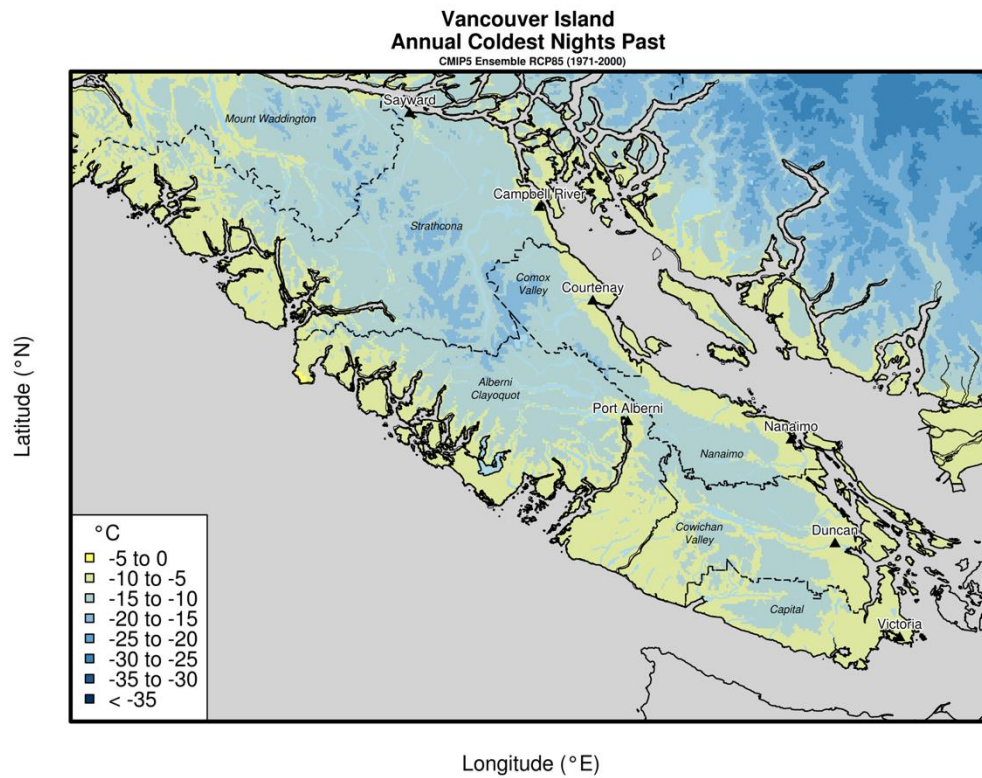 Vancouver Island
Annual Coldest Nights Past
CMIP5 Ensemble RCP85 (1971-2000)
Sayward
Mount Waddington
Campbell River
Strathcona
Comox
Valley
Courtenay
Alberni
Clayoquot
Port Alberni
Nanaimo
Nanaimo
Cowichan
Valley
Duncan
Capital
Victoria
°C
-5 to 0
-10 to -5
-15 to -10
-20 to -15
-25 to -20
-30 to -25
-35 to -30
< -35
Latitude (°N)
Longitude (°E)